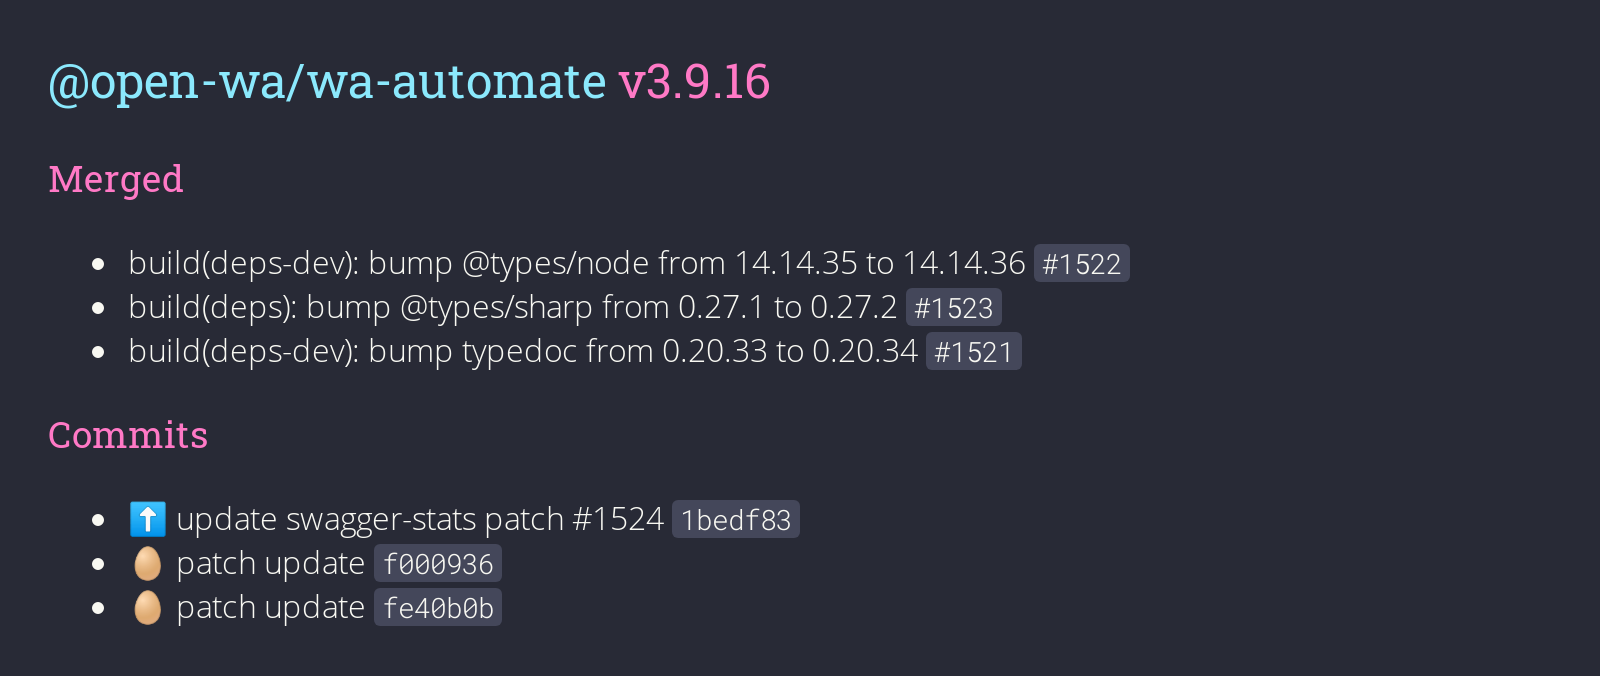 @open-wa/wa-automate v3.9.16
Merged
build(deps-dev): bump @types/node from 14.14.35 to 14.14.36 #1522
build(deps): bump @types/sharp from 0.27.1 to 0.27.2 #1523
build(deps-dev): bump typedoc from 0.20.33 to 0.20.34 #1521
Commits
⬆️ update swagger-stats patch #1524 1bedf83
🥚 patch update f000936
🥚 patch update fe40b0b